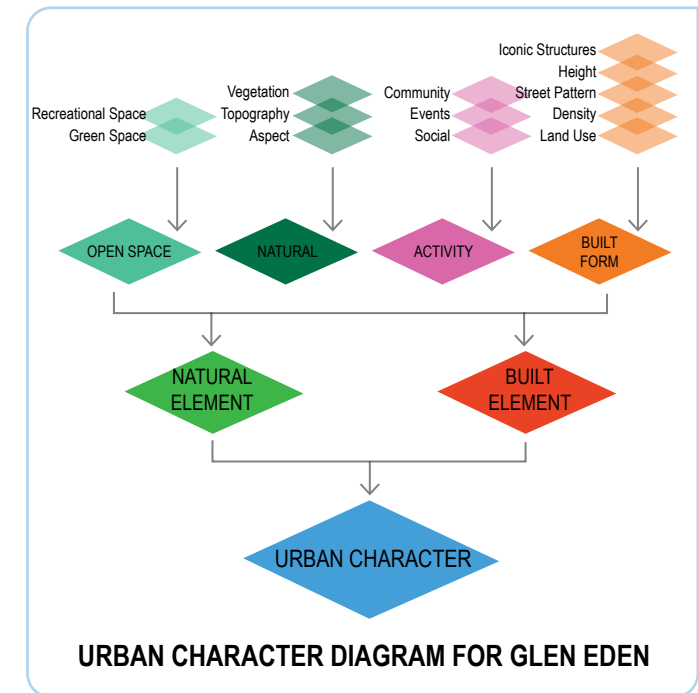 Recreational Space
Green Space
Vegetation
Topography
Aspect
Community
Events
Social
Iconic Structures
Height
Street Pattern
Density
Land Use
OPEN SPACE
NATURAL
ACTIVITY
BUILT
FORM
NATURAL
ELEMENT
BUILT
ELEMENT
URBAN CHARACTER
URBAN CHARACTER DIAGRAM FOR GLEN EDEN